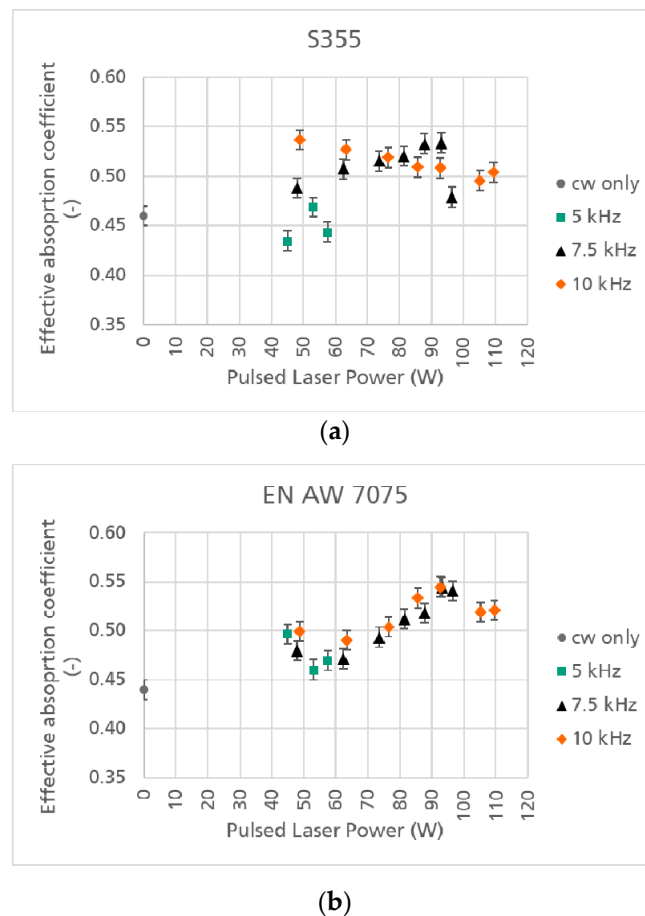 S355
Effective absoprtion coefficient
(-)
0.60
0.55
0.50
0.45
0.40
0.35
0
10
20
30
40
50
60
70
80
90
100
110
120
Pulsed Laser Power (W)
cw only
5 kHz
7.5 kHz
10 kHz
(a)
EN AW 7075
Effective absoprtion coefficient
(-)
0.60
0.55
0.50
0.45
0.40
0.35
0
10
20
30
40
50
60
70
80
90
100
110
120
Pulsed Laser Power (W)
cw only
5 kHz
7.5 kHz
10 kHz
(b)